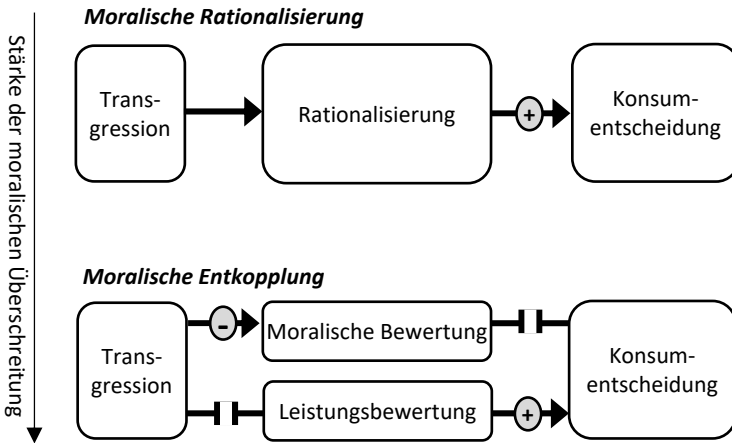 Stärke der moralischen Überschreitung
Moralische Rationalisierung
Trans-
gression
Rationalisierung
+
Konsum-
entscheidung
Moralische Entkopplung
Trans-
gression
-
Moralische Bewertung
Leistungsbewertung
+
Konsum-
entscheidung